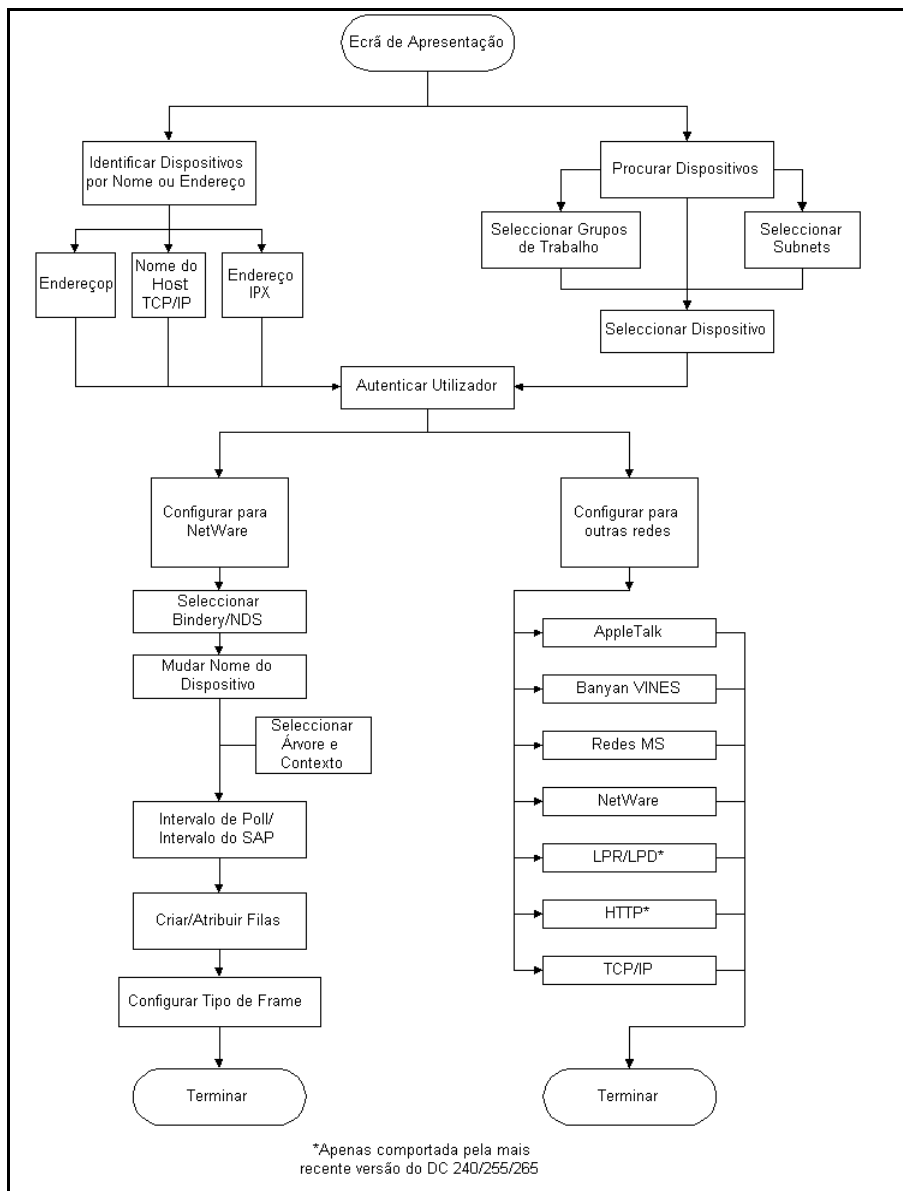 Ecrã de Apresentação
Identificar Dispositivos
por Nome ou Endereço
Procurar Dispositivos
Seleccionar Grupos
de Trabalho
Seleccionar
Subnets
Endereçop
Nome do
Host
TCP/IP
Endereço
IPX
Seleccionar Dispositivo
Autenticar Utilizador
Configurar para
NetWare
Configurar para
outras redes
Seleccionar
Bindery/NDS
Mudar Nome do
Dispositivo
Seleccionar
Árvore e
Contexto
Intervalo de Poll/
Intervalo do SAP
Criar/Atribuir Filas
Configurar Tipo de Frame
Terminar
AppleTalk
Banyan VINES
Redes MS
NetWare
LPR/LPD*
HTTP*
TCP/IP
Terminar
*Apenas comportada pela mais
recente versão do DC 240/255/265